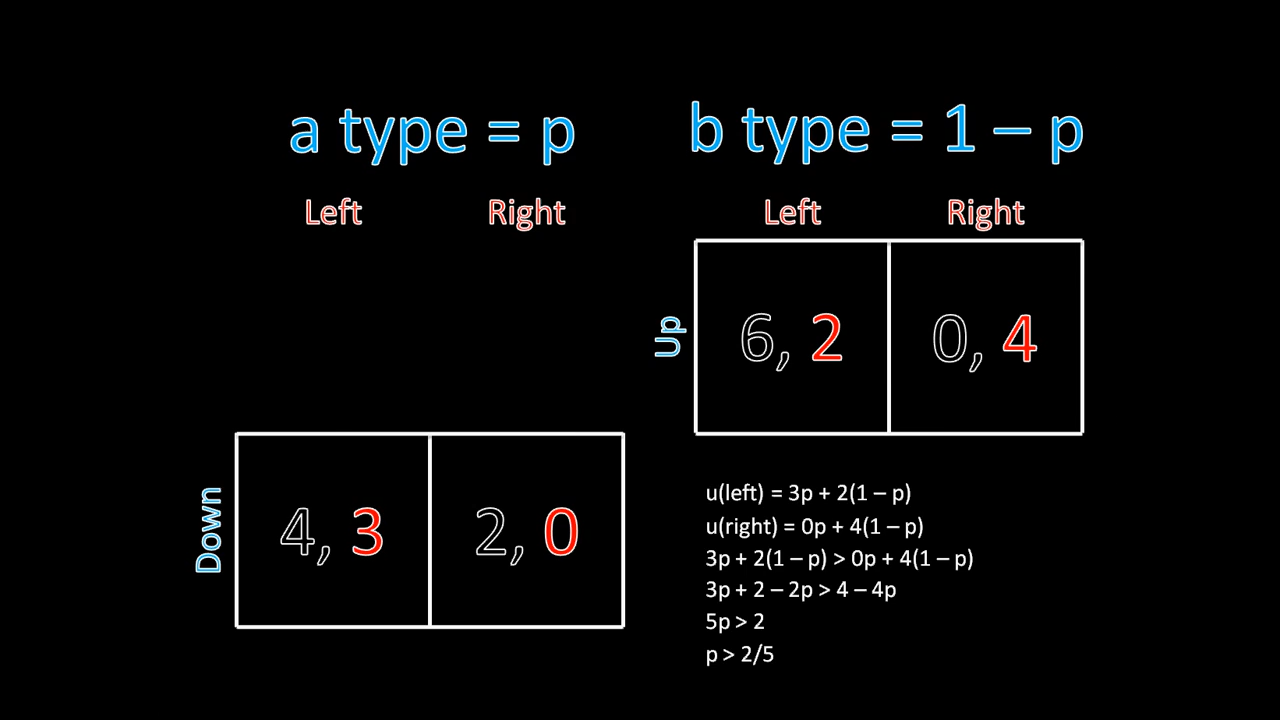 a type = p
b type = 1 – p
Left Right
Left Right
Up
6, 2 0, 4
Down
4, 3 2, 0
u(left) = 3p + 2(1 – p)
u(right) = 0p + 4(1 – p)
3p + 2(1 – p) > 0p + 4(1 – p)
3p + 2 – 2p > 4 – 4p
5p > 2
p > 2/5